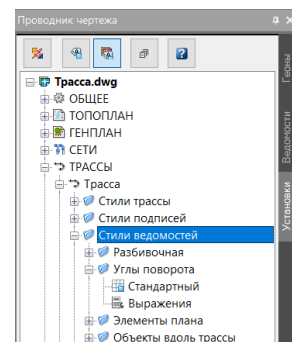 Проводник чертежа
Трасса.dwg
ОБЩЕЕ
ТОПОПЛАН
ГЕНПЛАН
СЕТИ
ТРАССЫ
Трасса
Стили трассы
Стили подписей
Стили ведомостей
Разбивочная
Углы поворота
Стандартный
Выражения
Элементы плана
Объекты вдоль трассы
Геоны
Ведомости
Установки